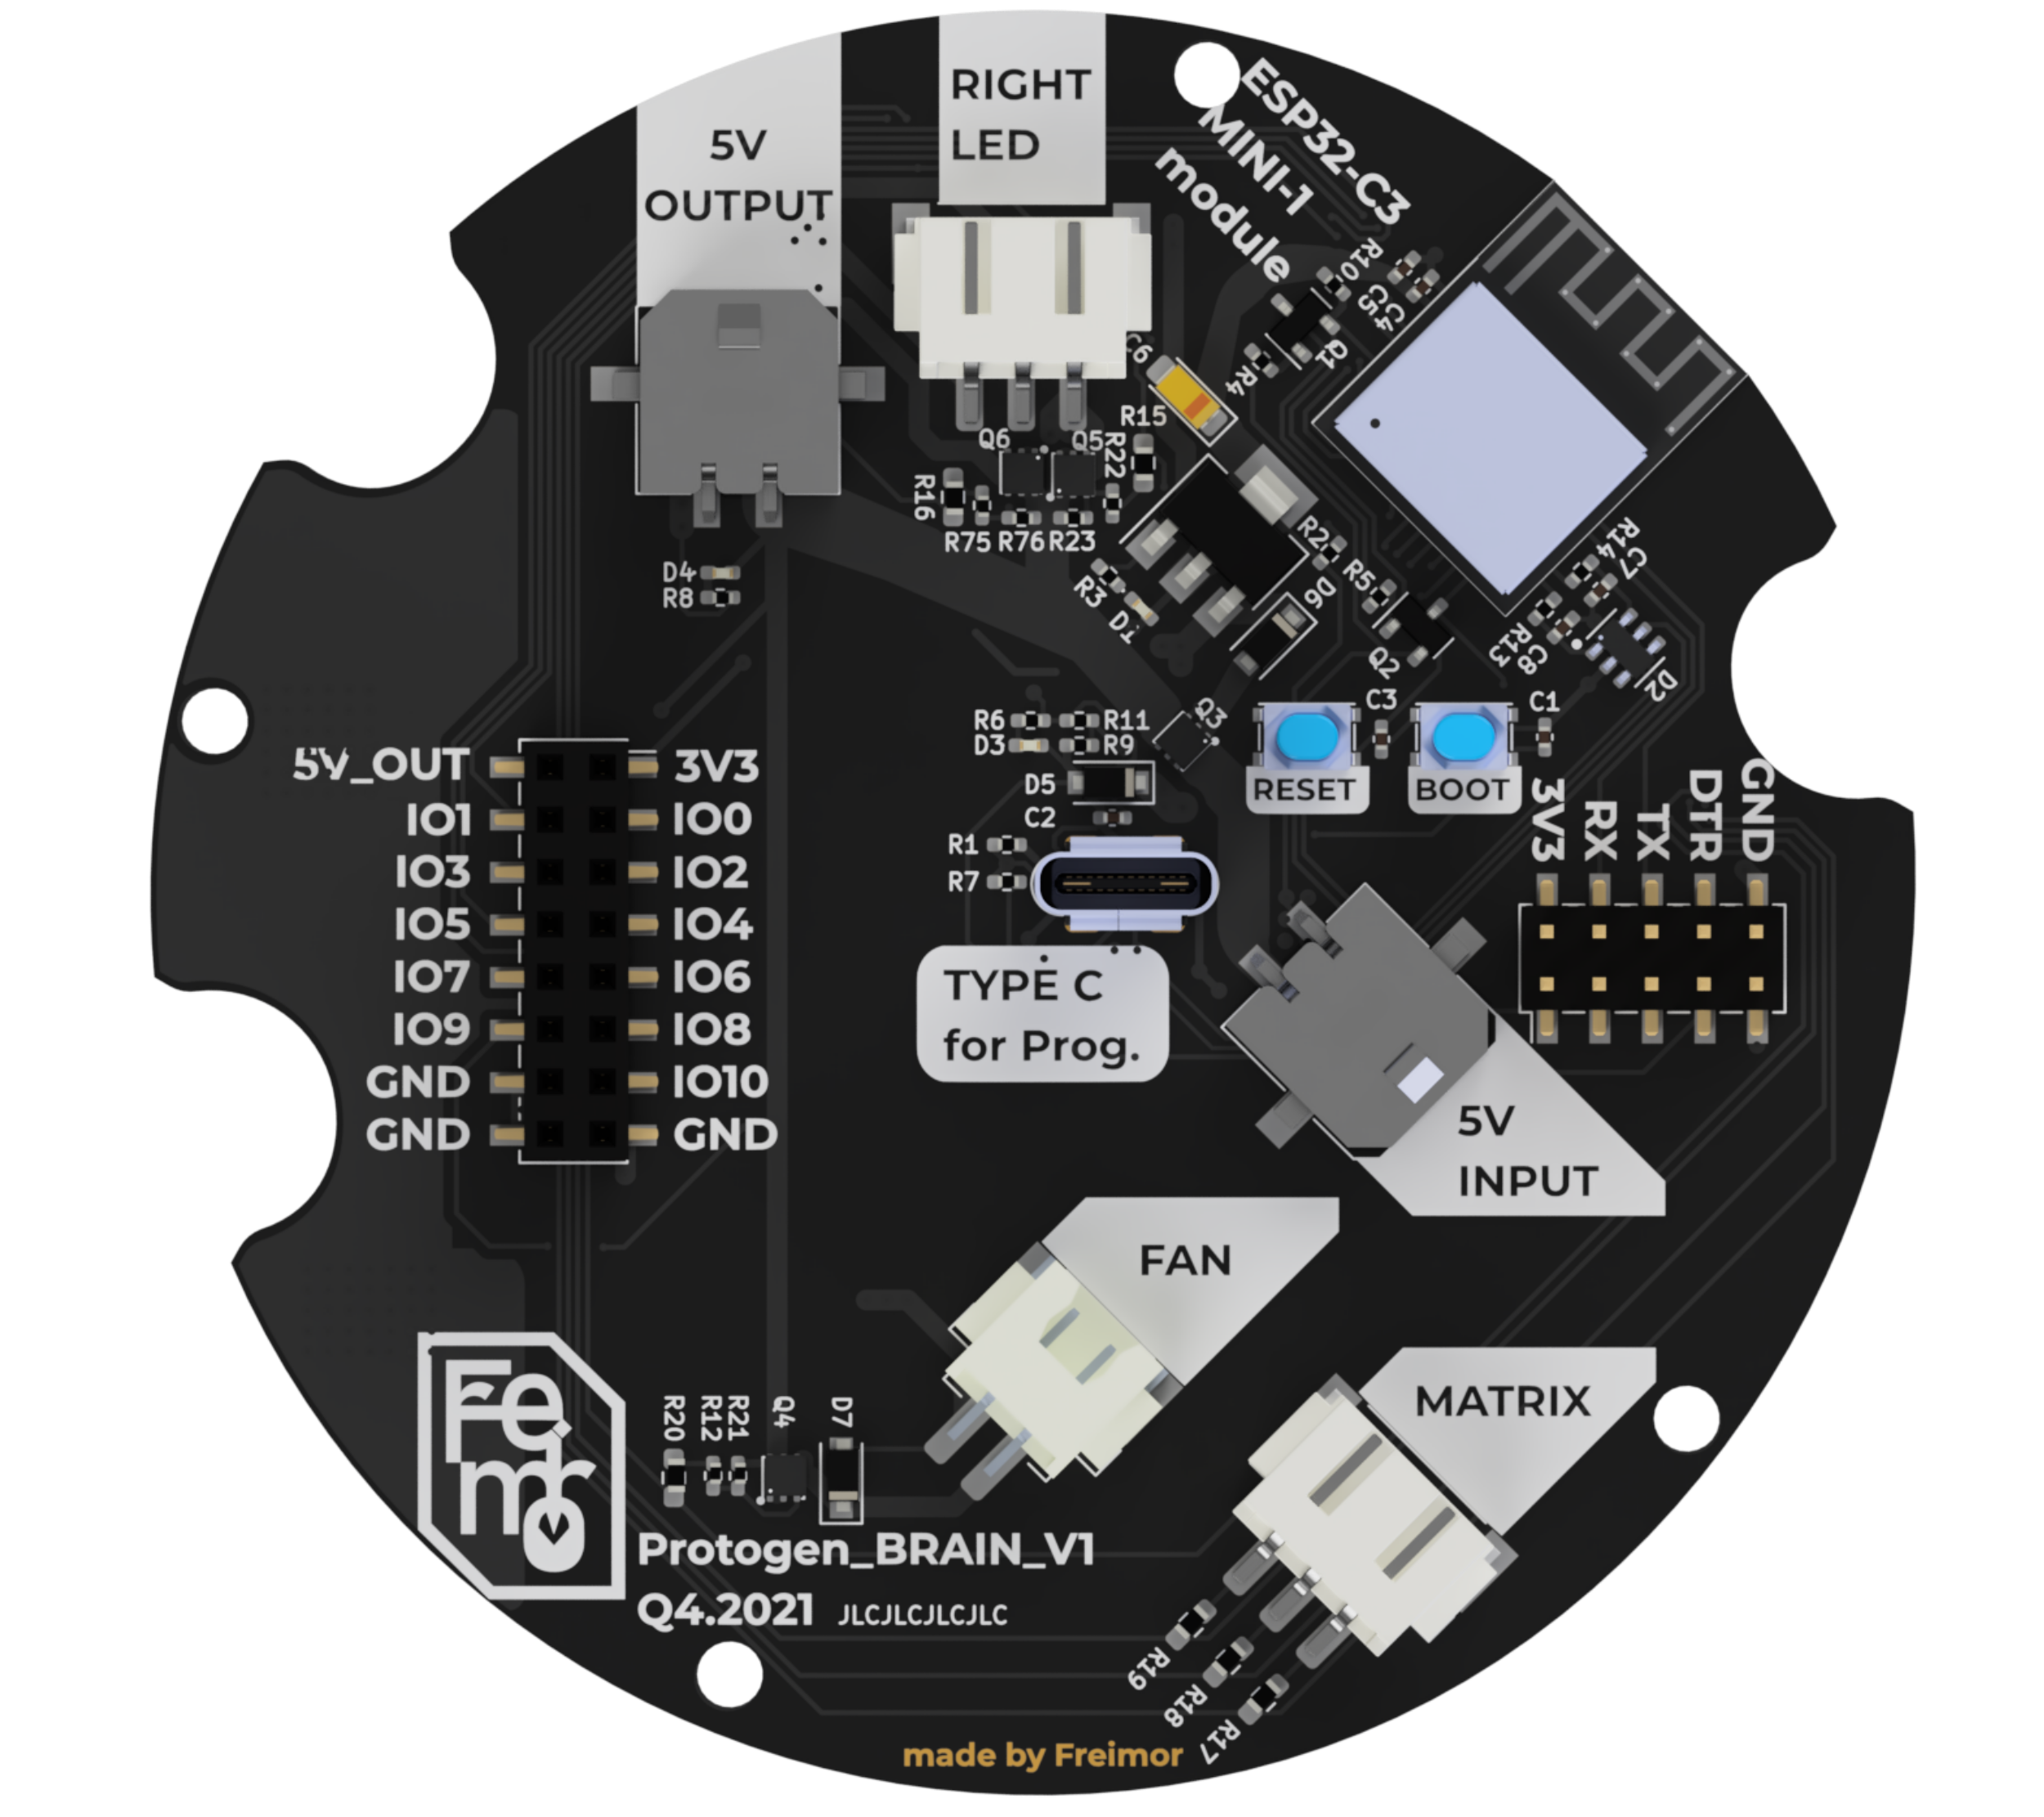 5V
OUTPUT
RIGHT
LED
ESP32-C3
MINI-1
module
R10
C5
C4
Q1
R4
C6
R15
Q6
Q5
R22
R16
R75
R76
R23
D4
R8
R2
R3
D1
D6
R5
Q2
R14
C7
R13
C8
D2
R6
R11
D3
R9
Q3
C3
C1
D5
C2
RESET
BOOT
R1
R7
3V3
RX
TX
DTR
GND
5V_OUT
3V3
IO1
IO0
IO3
IO2
IO5
IO4
IO7
IO6
IO9
IO8
GND
IO10
GND
GND
TYPE C
for Prog.
5V
INPUT
FAN
MATRIX
Freimor
R20
R12
R21
Q4
D7
Protogen_BRAIN_V1
Q4.2021
JLCJLCJLCJLC
R19
R18
R17
made by Freimor